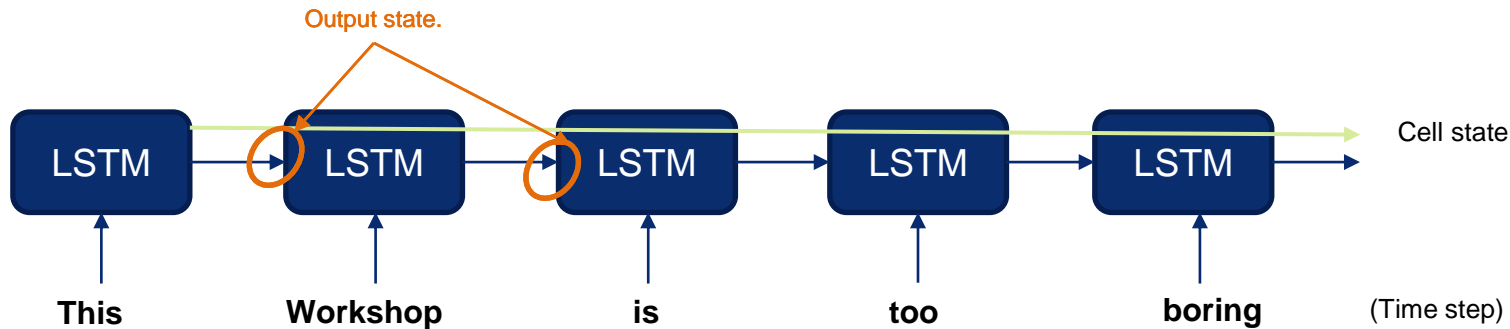 Output state.
LSTM LSTM LSTM LSTM LSTM
Cell state
This Workshop is too boring (Time step)